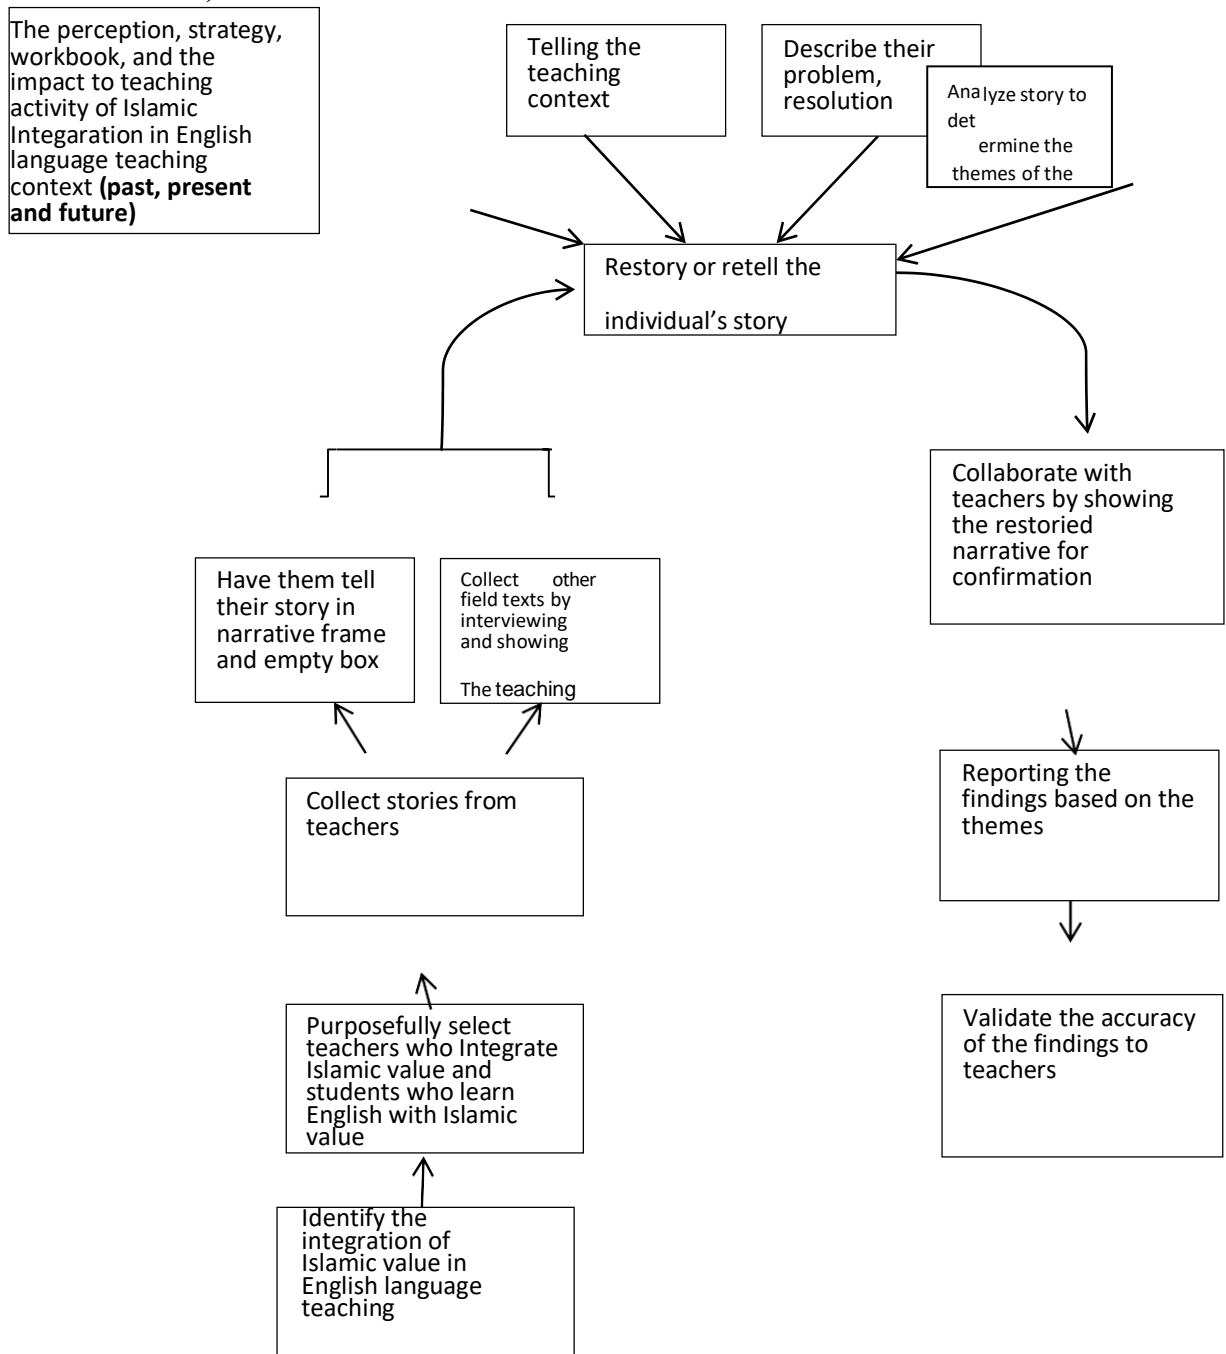 The perception, strategy,
workbook, and the
impact to teaching
activity of Islamic
Integaration in English
language teaching
context (past, present
and future)
Telling the
teaching
context
Describe their
problem,
resolution
Analyze story to
det
ermine the
themes of the
Restory or retell the
individual’s story
Collaborate with
teachers by showing
the restoried
narrative for
confirmation
Have them tell
their story in
narrative frame
and empty box
Collect other
field texts by
interviewing
and showing
The teaching
Reporting the
findings based on the
themes
Collect stories from
teachers
Validate the accuracy
of the findings to
teachers
Purposefully select
teachers who Integrate
Islamic value and
students who learn
English with Islamic
value
Identify the
integration of
Islamic value in
English language
teaching